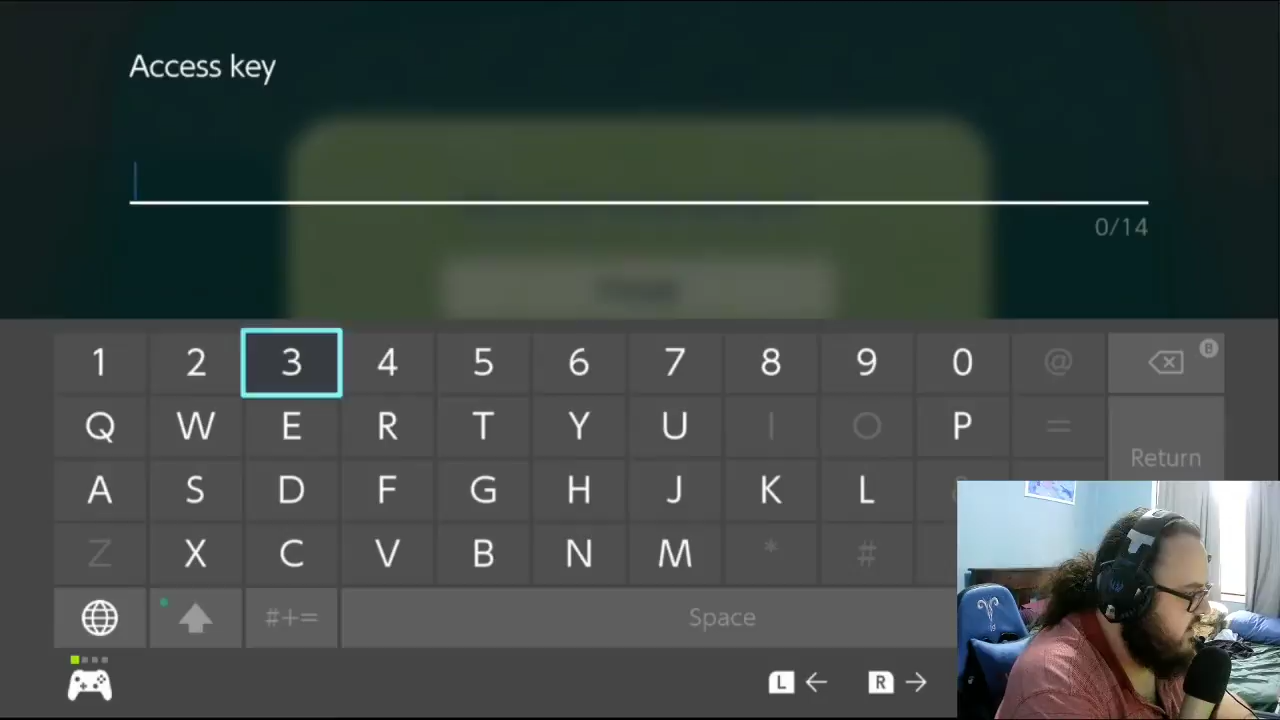 Access key
0/14
1 2 3 4 5 6 7 8 9 0 @ B
Q W E R T Y U I O P = Return
A S D F G H J K L
Z X C V B N M * #
#+= Space
L ← R →